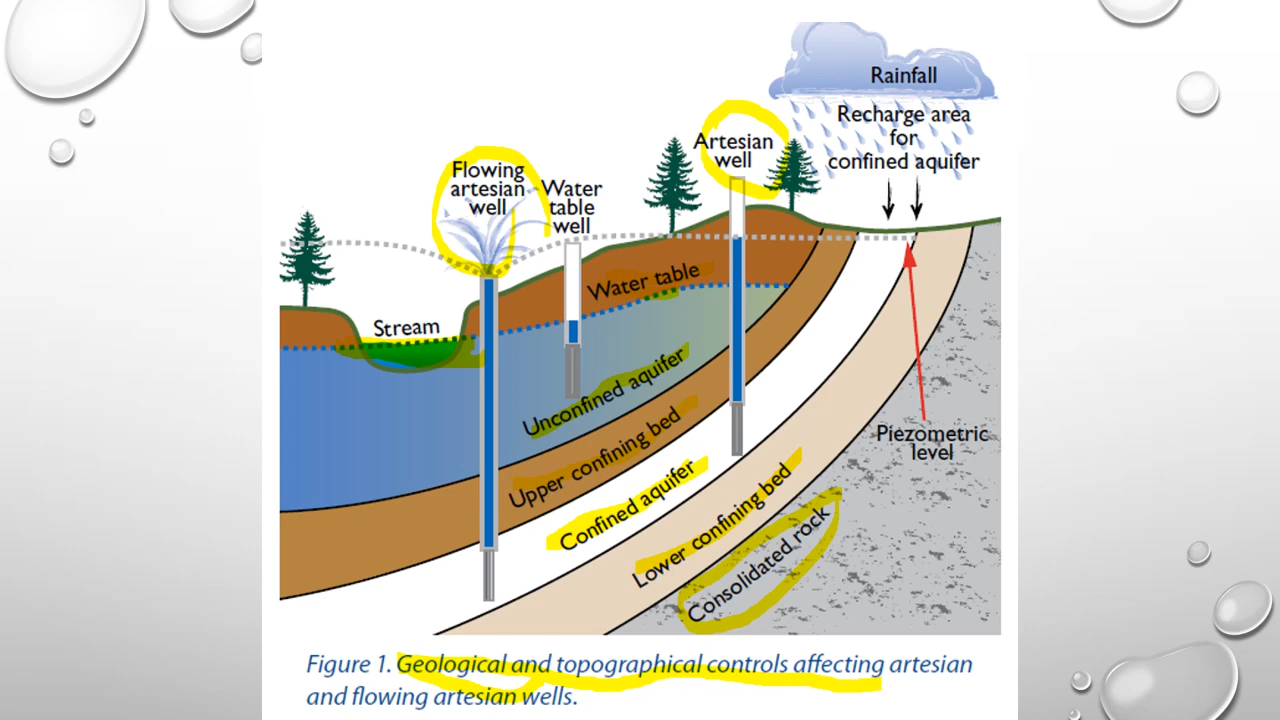 Rainfall
Recharge area
for
confined aquifer
Artesian
well
Flowing
artesian
well
Water
table
well
Water table
Stream
Unconfined aquifer
Upper confining bed
Confined aquifer
Lower confining bed
Consolidated rock
Piezometric
level
Figure 1. Geological and topographical controls affecting artesian
and flowing artesian wells.